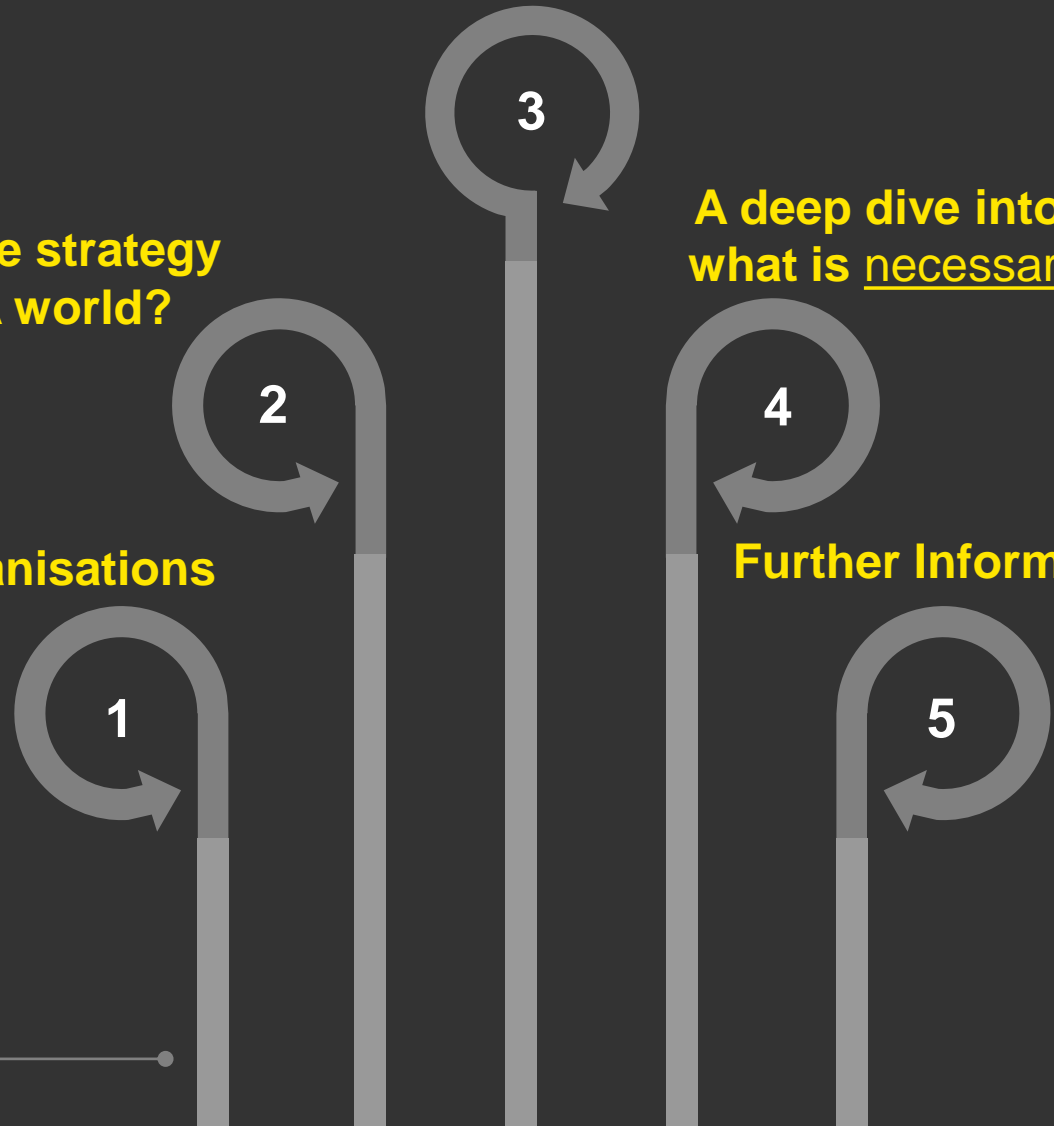 3
A deep dive into
what is necessar
e strategy
world?
2
4
anisations
Further Inform
1
5